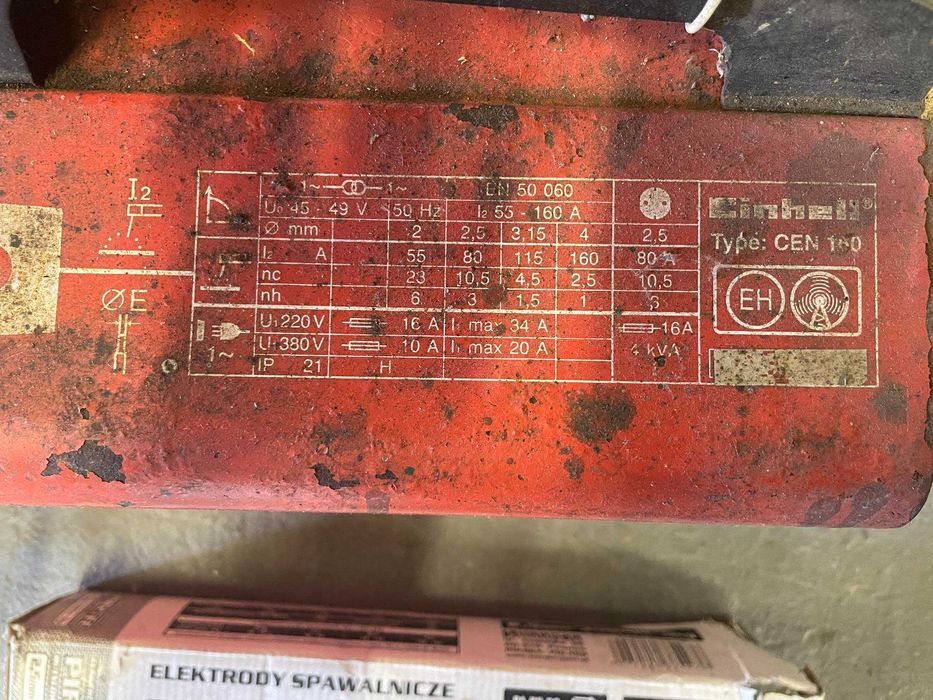 I2
ØE
1~ 1~ EN 50 060
U0 45 - 49 V 50 Hz I2 55 - 160 A
Ø mm 2 2,5 3,15 4 2,5
I2 A 55 80 115 160 80 A
nc 23 10,5 4,5 2,5 10,5
nh 6 3 1,5 1 6
U1 220 V 16 A I1 max 34 A 16A
1~ U1 380V 10 A I1 max 20 A 4 kVA
IP 21 H
Einhell®
Type: CEN 160
EH
ELEKTRODY SPAWALNICZE